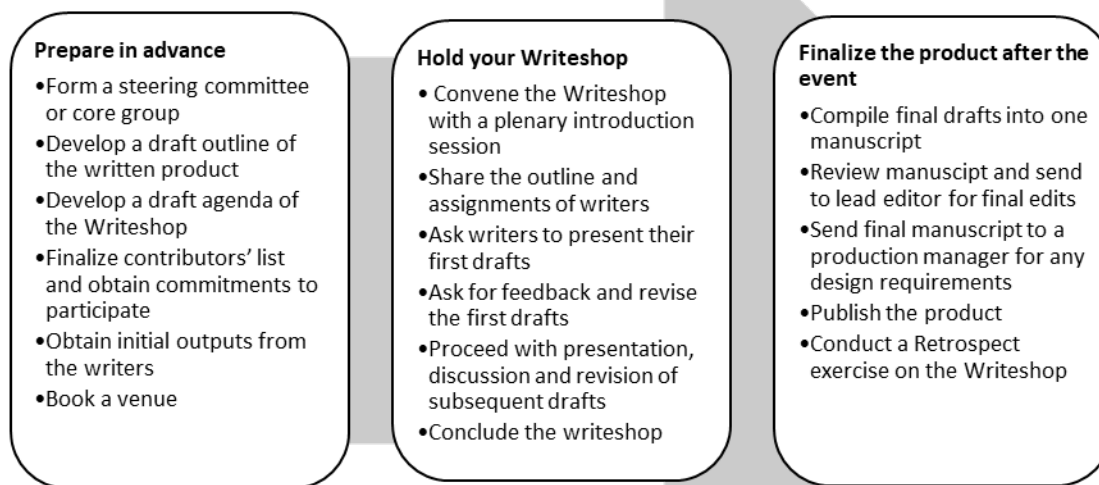 Prepare in advance
•Form a steering committee
or core group
•Develop a draft outline of
the written product
•Develop a draft agenda of
the Writeshop
•Finalize contributors’ list
and obtain commitments to
participate
•Obtain initial outputs from
the writers
•Book a venue
Hold your Writeshop
• Convene the Writeshop
with a plenary introduction
session
•Share the outline and
assignments of writers
•Ask writers to present their
first drafts
•Ask for feedback and revise
the first drafts
•Proceed with presentation,
discussion and revision of
subsequent drafts
•Conclude the writeshop
Finalize the product after the
event
•Compile final drafts into one
manuscript
•Review manuscipt and send
to lead editor for final edits
•Send final manuscript to a
production manager for any
design requirements
•Publish the product
•Conduct a Retrospect
exercise on the Writeshop